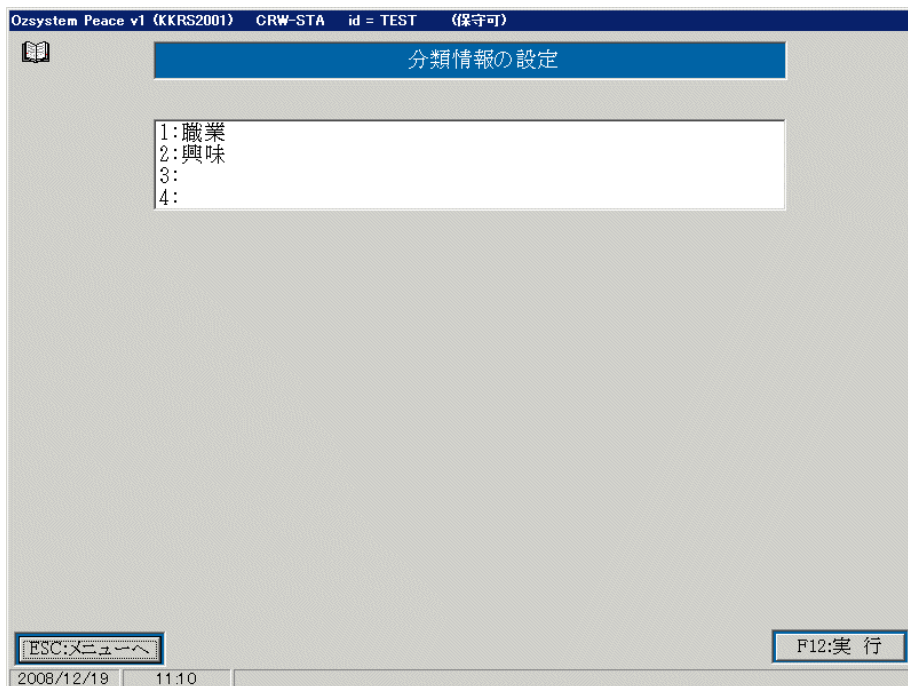 Ozsystem Peace v1 (KKRS2001) CRW-STA id = TEST (保守可)
分類情報の設定
1:職業
2:興味
3:
4:
ESC:メニューへ
F12:実 行
2008/12/19 11:10